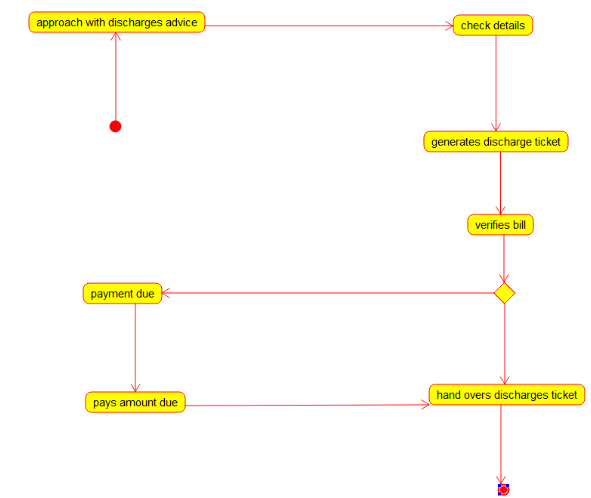 approach with discharges advice
check details
generates discharge ticket
verifies bill
payment due
pays amount due
hand overs discharges ticket